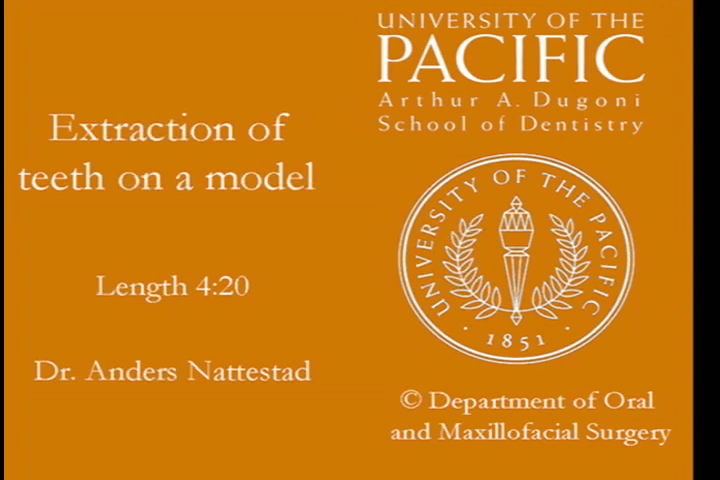 Extraction of
teeth on a model
Length 4:20
Dr. Anders Nattestad
UNIVERSITY OF THE
PACIFIC
Arthur A. Dugoni
School of Dentistry
UNIVERSITY OF THE PACIFIC
· 1851 ·
© Department of Oral
and Maxillofacial Surgery